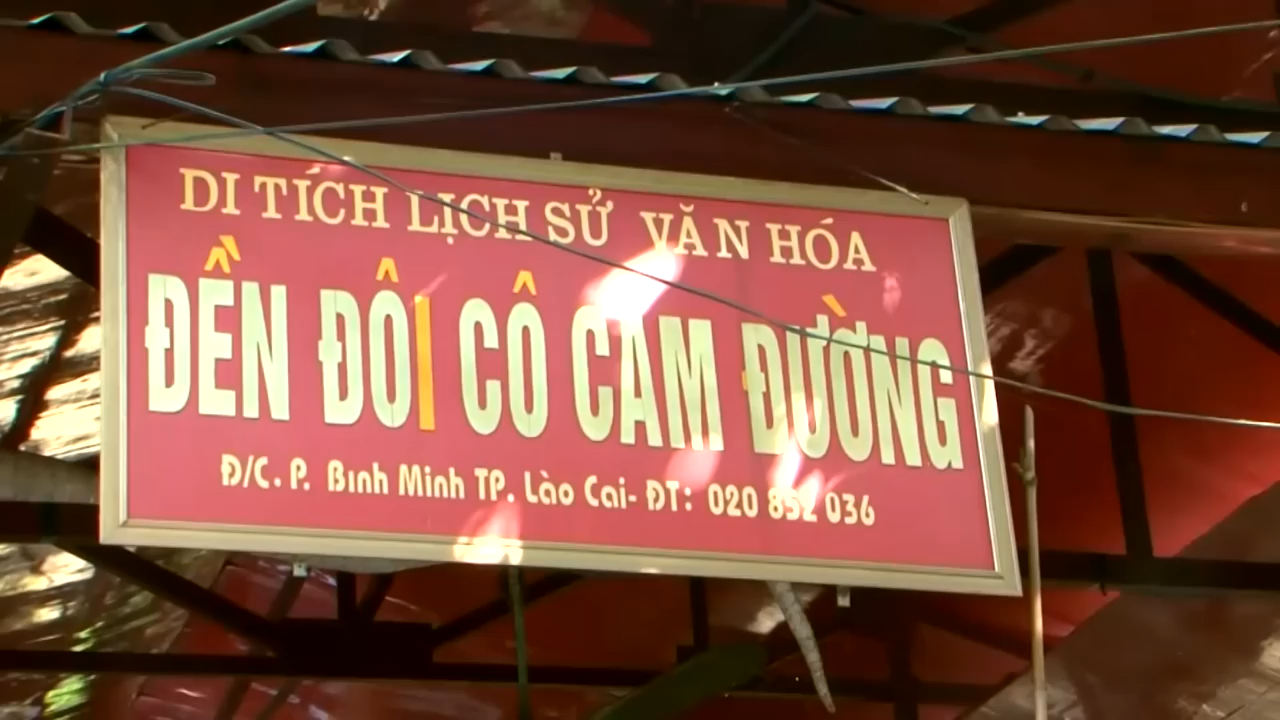 DI TÍCH LỊCH SỬ VĂN HÓA
ĐỀN ĐÔI CÔ CAM ĐƯỜNG
Đ/C. P. Bình Minh TP. Lào Cai- ĐT: 020 852 036